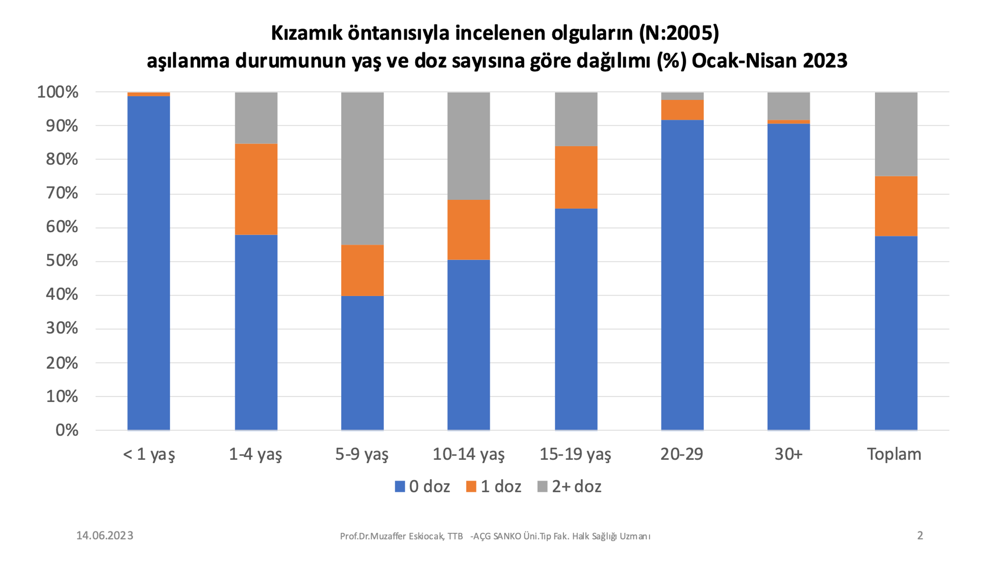 Kızamık öntanısıyla incelenen olguların (N:2005)
aşılanma durumunun yaş ve doz sayısına göre dağılımı (%) Ocak-Nisan 2023
100%
90%
80%
70%
60%
50%
40%
30%
20%
10%
0%
< 1 yaş 1-4 yaş 5-9 yaş 10-14 yaş 15-19 yaş 20-29 30+ Toplam
0 doz 1 doz 2+ doz
14.06.2023 Prof.Dr.Muzaffer Eskiocak, TTB -AÇG SANKO Üni.Tıp Fak. Halk Sağlığı Uzmanı 2